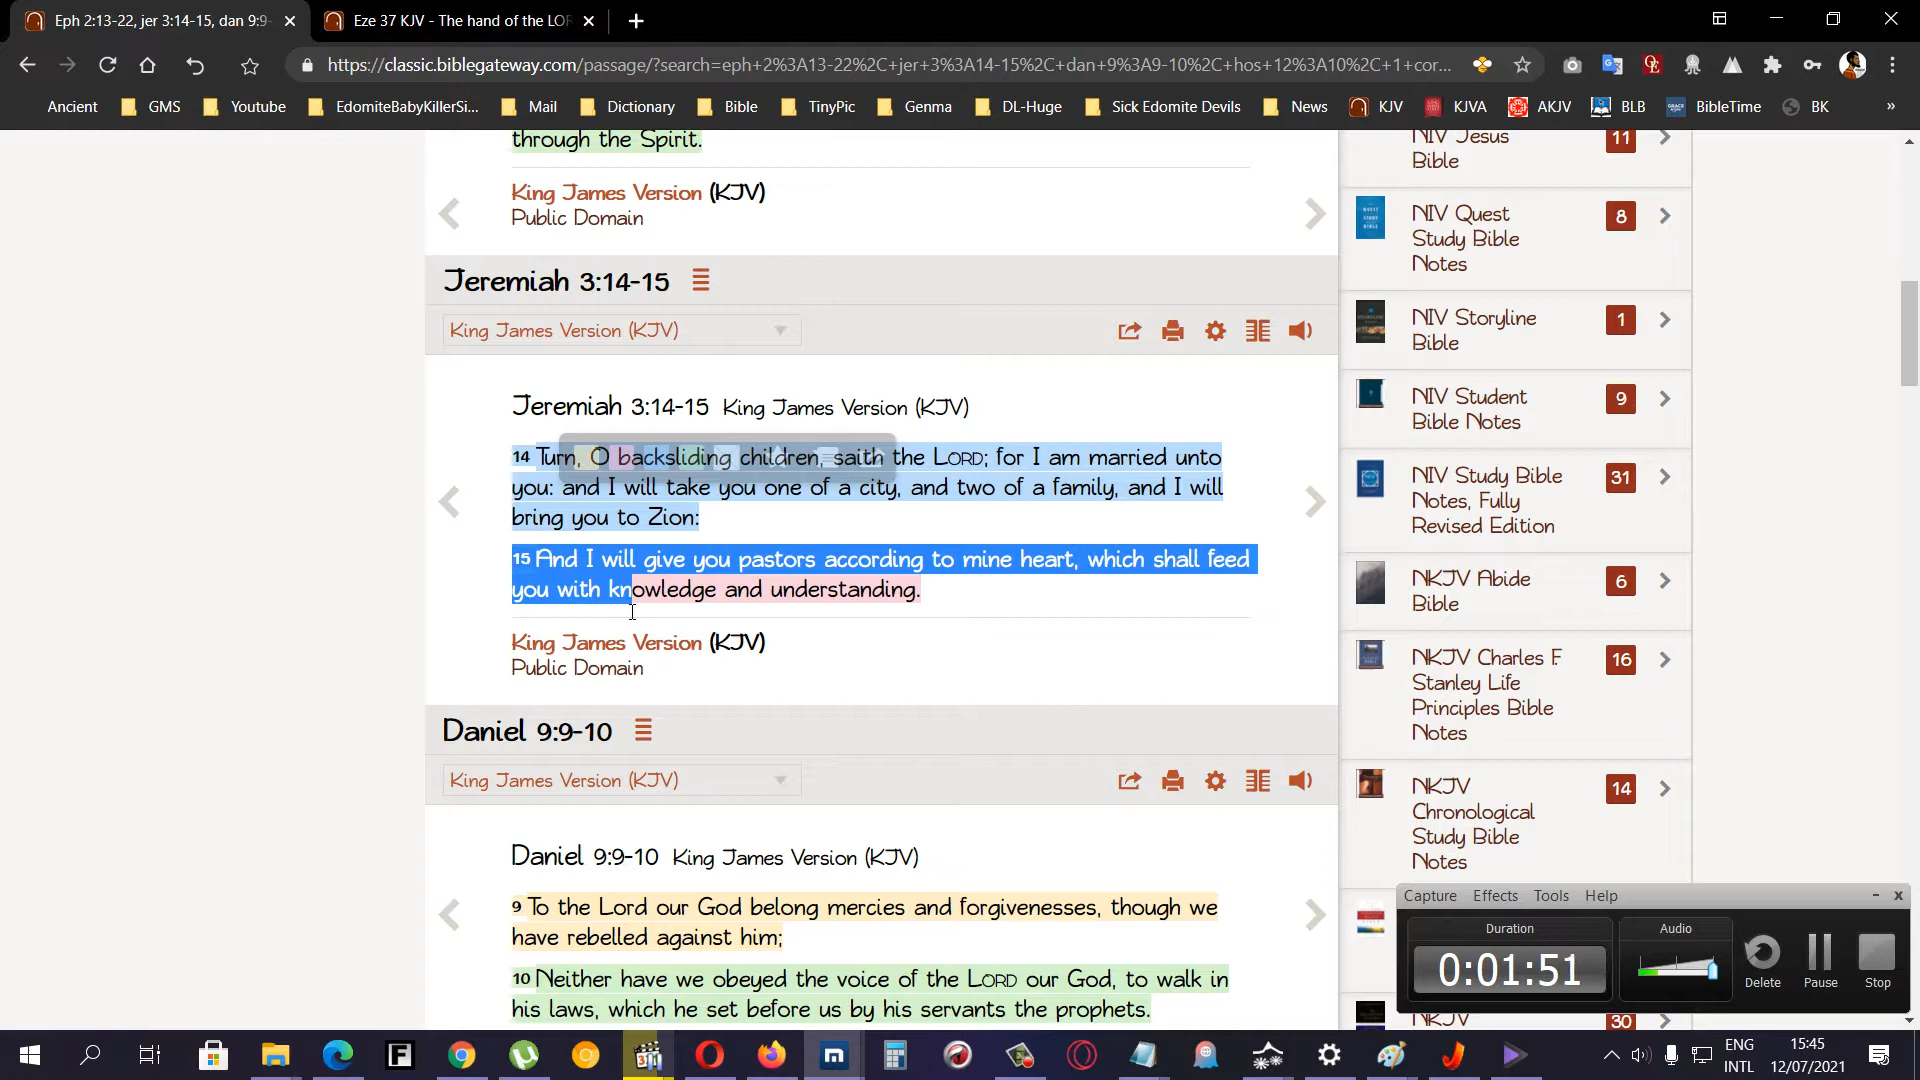 Eph 2:13-22, jer 3:14-15, dan 9:9-
Eze 37 KJV - The hand of the LOR
https://classic.biblegateway.com/passage/?search=eph+2%3A13-22%2C+jer+3%3A14-15%2C+dan+9%3A9-10%2C+hos+12%3A10%2C+1+cor...
Ancient
GMS
Youtube
EdomiteBabyKillerSi...
Mail
Dictionary
Bible
TinyPic
Genma
DL-Huge
Sick Edomite Devils
News
KJV
KJVA
AKJV
BLB
BibleTime
BK
»
through the Spirit.
King James Version (KJV)
Public Domain
Jeremiah 3:14-15
King James Version (KJV)
Jeremiah 3:14-15 King James Version (KJV)
14 Turn, O backsliding children, saith the LORD; for I am married unto
you: and I will take you one of a city, and two of a family, and I will
bring you to Zion:
15 And I will give you pastors according to mine heart, which shall feed
you with knowledge and understanding.
King James Version (KJV)
Public Domain
Daniel 9:9-10
King James Version (KJV)
Daniel 9:9-10 King James Version (KJV)
9 To the Lord our God belong mercies and forgivenesses, though we
have rebelled against him;
10 Neither have we obeyed the voice of the LORD our God, to walk in
his laws, which he set before us by his servants the prophets.
NIV Jesus
Bible
11
NIV Quest
Study Bible
Notes
8
NIV Storyline
Bible
1
NIV Student
Bible Notes
9
NIV Study Bible
Notes, Fully
Revised Edition
31
NKJV Abide
Bible
6
NKJV Charles F.
Stanley Life
Principles Bible
Notes
16
NKJV
Chronological
Study Bible
Notes
14
NKJV
30
Capture
Effects
Tools
Help
Duration
0:01:51
Audio
Delete
Pause
Stop
ENG
INTL
15:45
12/07/2021